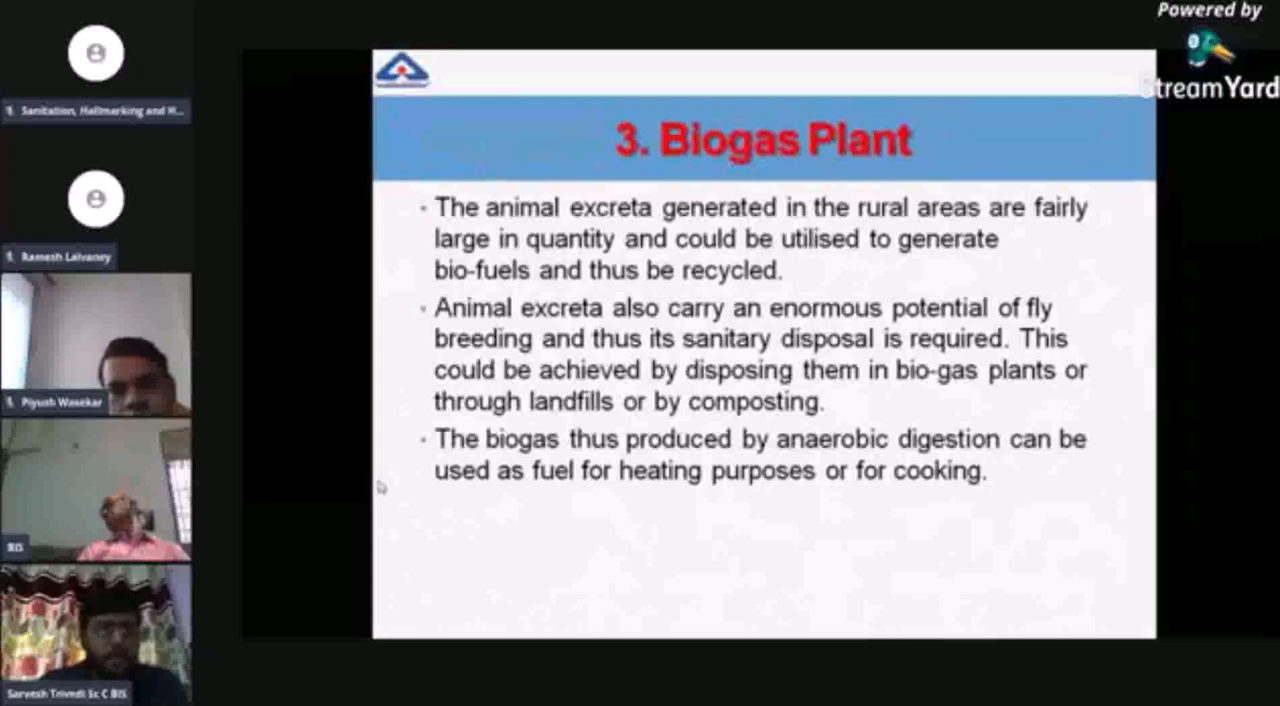 Powered by
StreamYard
Sanitation, Hallmarking and H...
Ramesh Lalvanny
Piyush Wasekar
BIS
Sarvesh Trivedi Sc C BIS
3. Biogas Plant
· The animal excreta generated in the rural areas are fairly
large in quantity and could be utilised to generate
bio-fuels and thus be recycled.
· Animal excreta also carry an enormous potential of fly
breeding and thus its sanitary disposal is required. This
could be achieved by disposing them in bio-gas plants or
through landfills or by composting.
· The biogas thus produced by anaerobic digestion can be
used as fuel for heating purposes or for cooking.